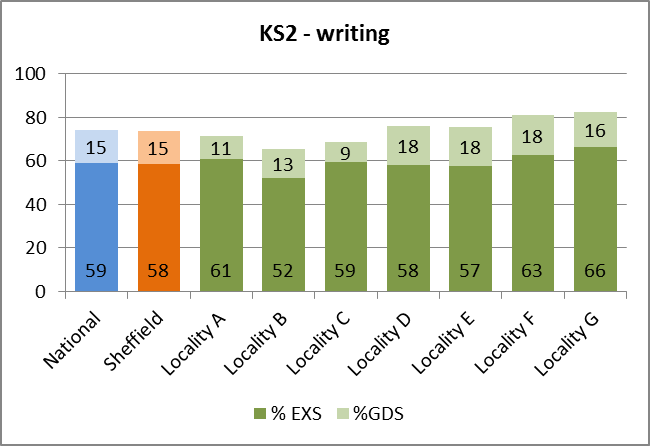 KS2 - writing
100
80
60
40
20
0
15 15 11 13 9 18 18 18 16
59 58 61 52 59 58 57 63 66
National Sheffield Locality A Locality B Locality C Locality D Locality E Locality F Locality G
% EXS %GDS